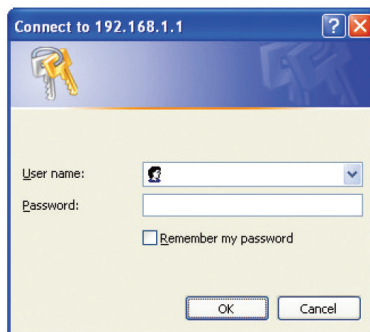 Connect to 192.168.1.1
User name:
Password:
Remember my password
OK
Cancel